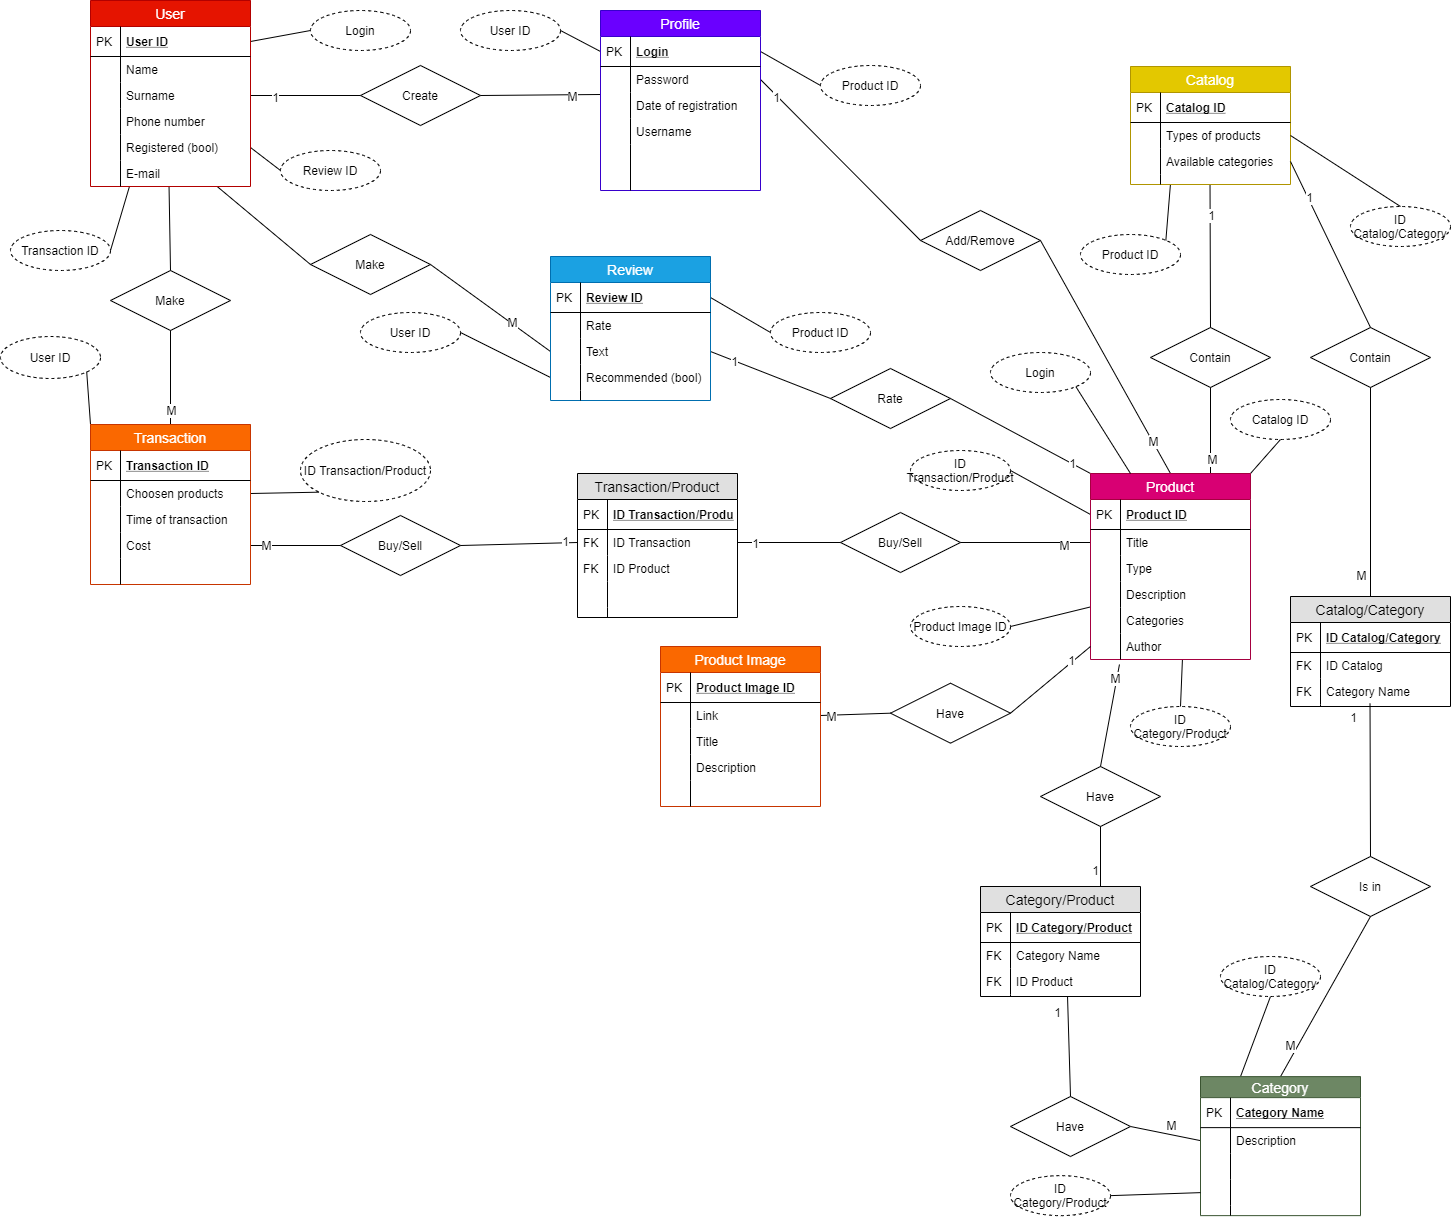 User
PK User ID
Name
Surname
Phone number
Registered (bool)
E-mail
Login
Review ID
Transaction ID
1
Create
M
Profile
PK Login
Password
Date of registration
Username
User ID
Product ID
1
Add/Remove
M
Catalog
PK Catalog ID
Types of products
Available categories
Product ID
ID
Catalog/Category
1
Contain
M
1
Contain
M
Make
M
Make
M
User ID
Review
PK Review ID
Rate
Text
Recommended (bool)
User ID
Product ID
1
Rate
1
Login
Catalog ID
ID
Transaction/Product
Transaction
PK Transaction ID
Choosen products
Time of transaction
Cost
ID Transaction/Product
M
Buy/Sell
1
Transaction/Product
PK ID Transaction/Produ
FK ID Transaction
FK ID Product
1
Buy/Sell
M
Product
PK Product ID
Title
Type
Description
Categories
Author
Product Image ID
ID
Category/Product
Product Image
PK Product Image ID
Link
Title
Description
M
Have
1
M
Have
1
Catalog/Category
PK ID Catalog/Category
FK ID Catalog
FK Category Name
1
Is in
M
Category/Product
PK ID Category/Product
FK Category Name
FK ID Product
1
Have
M
ID
Catalog/Category
Category
PK Category Name
Description
ID
Category/Product